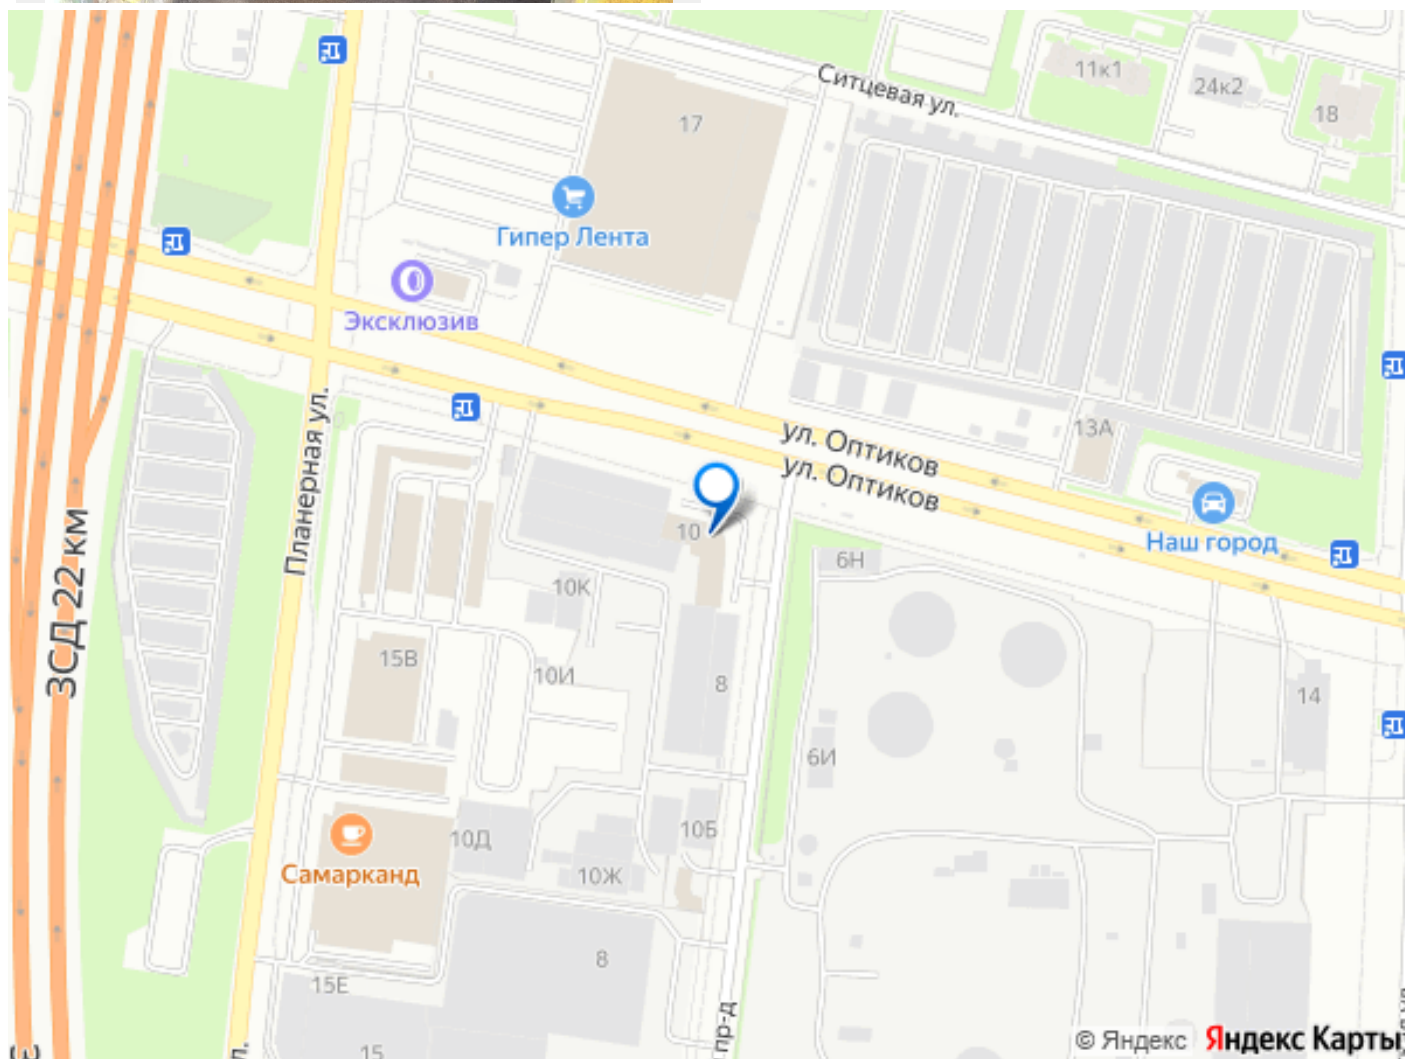 Ситцевая ул.
11к1
24к2
18
17
Гипер Лента
Эксклюзив
ул. Оптиков
ул. Оптиков
13А
Наш город
Планерная ул.
ЗСД 22 км
10
6Н
10К
15В
10И
8
14
6И
10Б
10Д
Самарканд
10Ж
8
15Е
15
пр-д
© Яндекс
Яндекс Карты